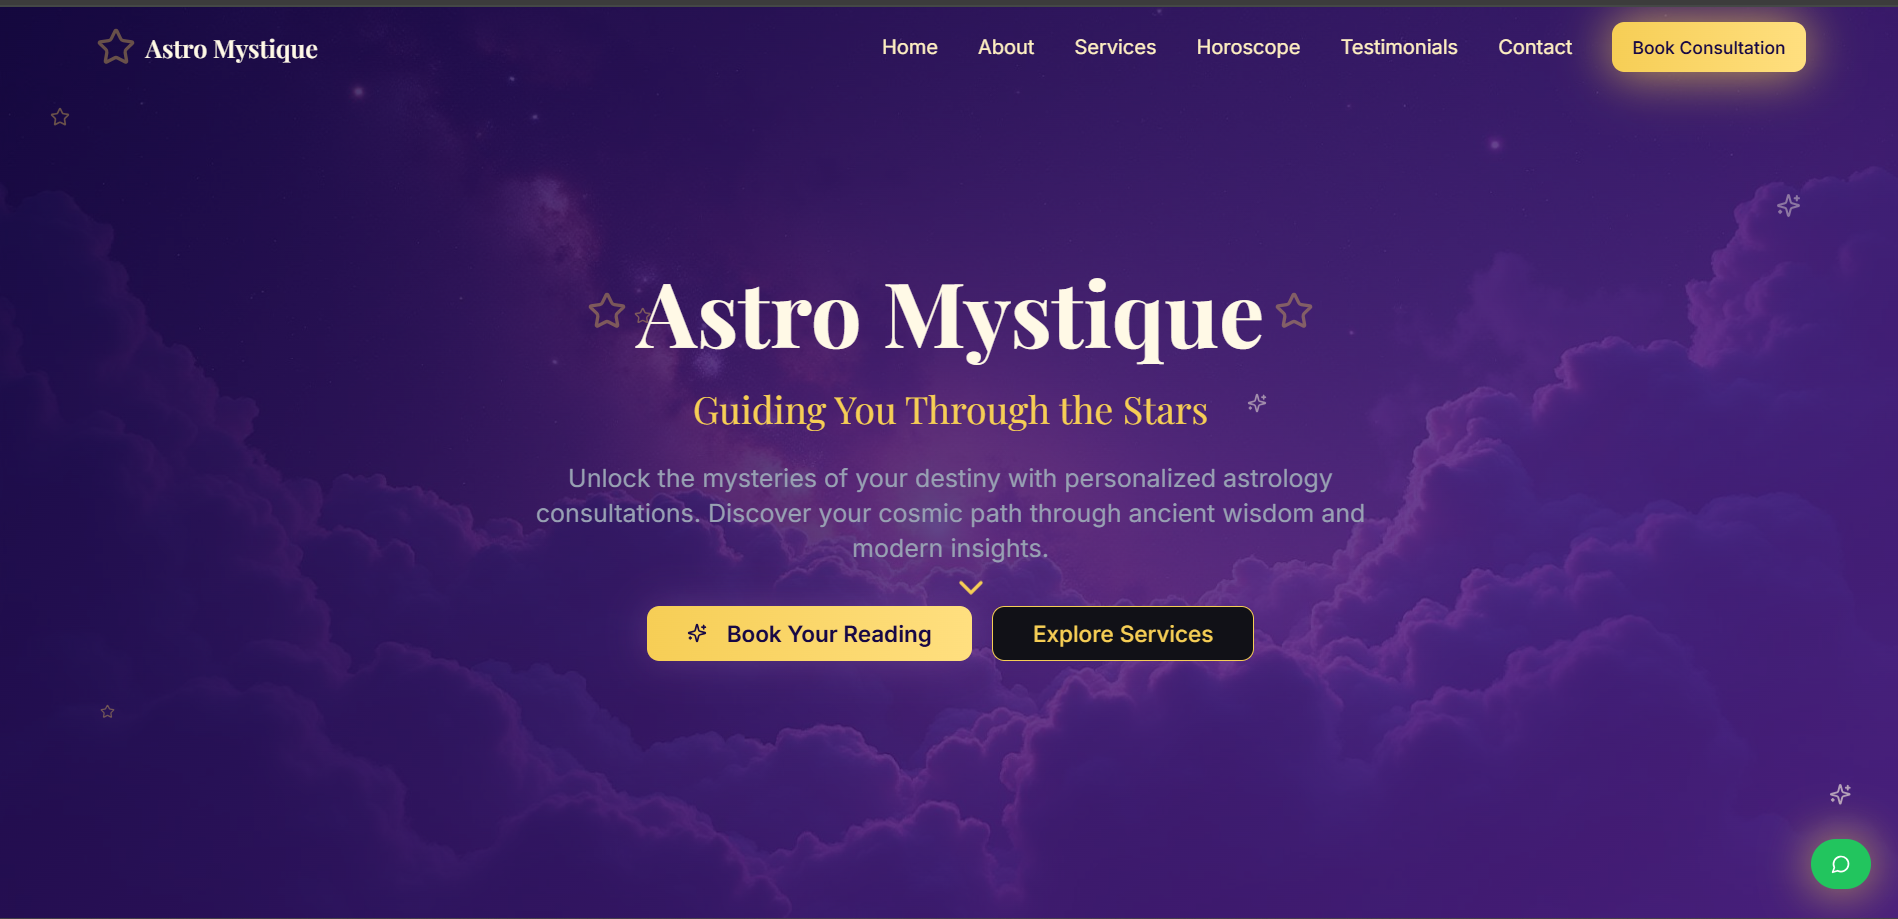 Astro Mystique
Home
About
Services
Horoscope
Testimonials
Contact
Book Consultation
Astro Mystique
Guiding You Through the Stars
Unlock the mysteries of your destiny with personalized astrology
consultations. Discover your cosmic path through ancient wisdom and
modern insights.
Book Your Reading
Explore Services